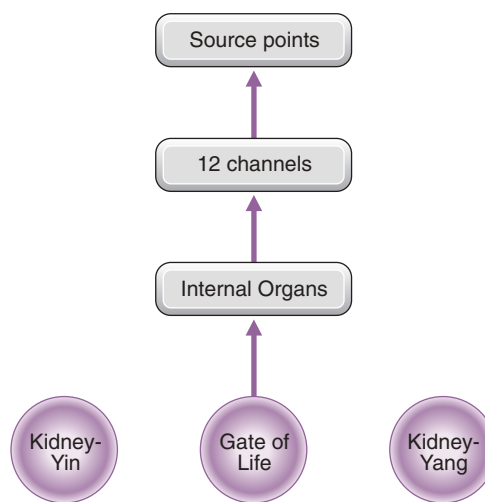 Source points
12 channels
Internal Organs
Kidney-
Yin
Gate of
Life
Kidney-
Yang